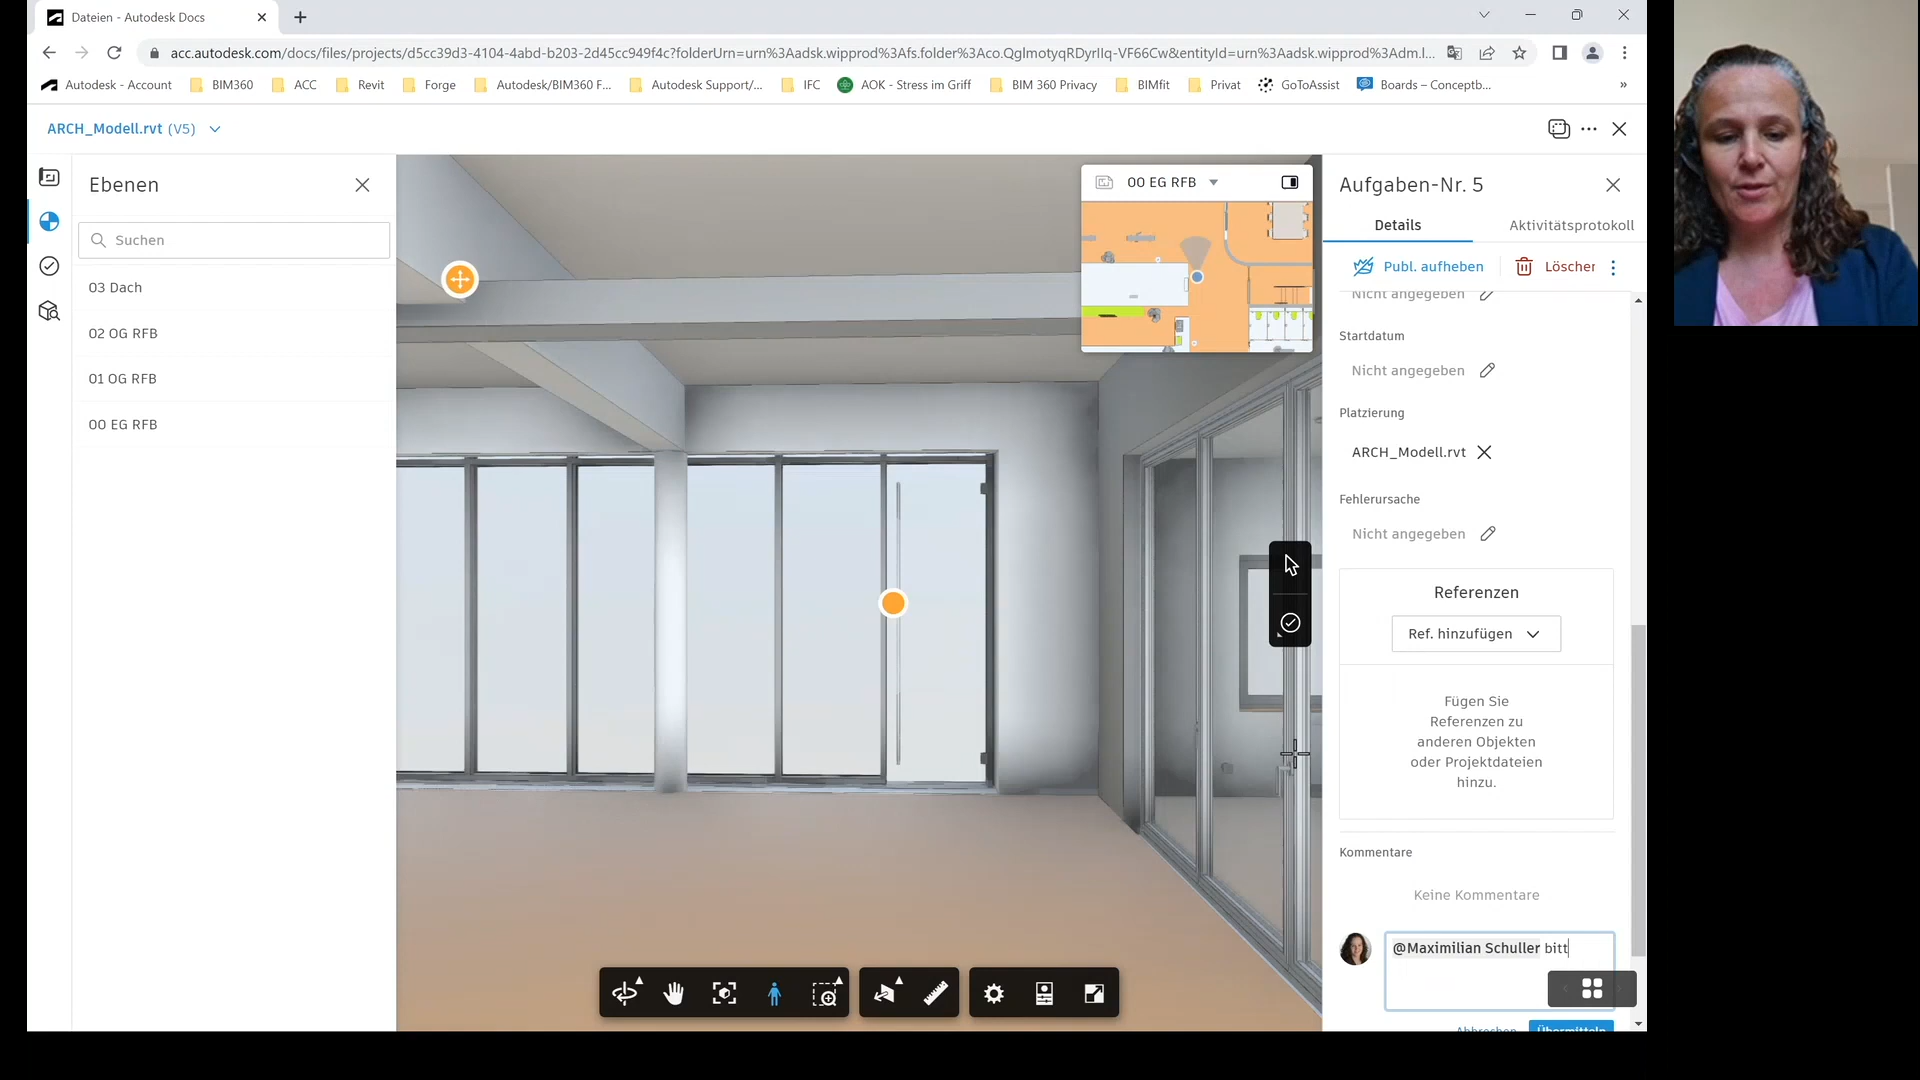 Dateien - Autodesk Docs
acc.autodesk.com/docs/files/projects/d5cc39d3-4104-4abd-b203-2d45cc949f4c?folderUrn=urn%3Aadsk.wipprod%3Afs.folder%3Aco.QglmotyqRDyrIIq-VF66Cw&entityId=urn%3Aadsk.wipprod%3Adm.l...
Autodesk - Account
BIM360
ACC
Revit
Forge
Autodesk/BIM360 F...
Autodesk Support/...
IFC
AOK - Stress im Griff
BIM 360 Privacy
BIMfit
Privat
GoToAssist
Boards – Conceptb...
»
ARCH_Modell.rvt (V5)
Ebenen
Suchen
03 Dach
02 OG RFB
01 OG RFB
00 EG RFB
00 EG RFB
Aufgaben-Nr. 5
Details
Aktivitätsprotokoll
Publ. aufheben
Löschen
Nicht angegeben
Startdatum
Nicht angegeben
Platzierung
ARCH_Modell.rvt
Fehlerursache
Nicht angegeben
Referenzen
Ref. hinzufügen
Fügen Sie
Referenzen zu
anderen Objekten
oder Projektdateien
hinzu.
Kommentare
Keine Kommentare
@Maximilian Schuller bitt
Abbrechen
Übermitteln